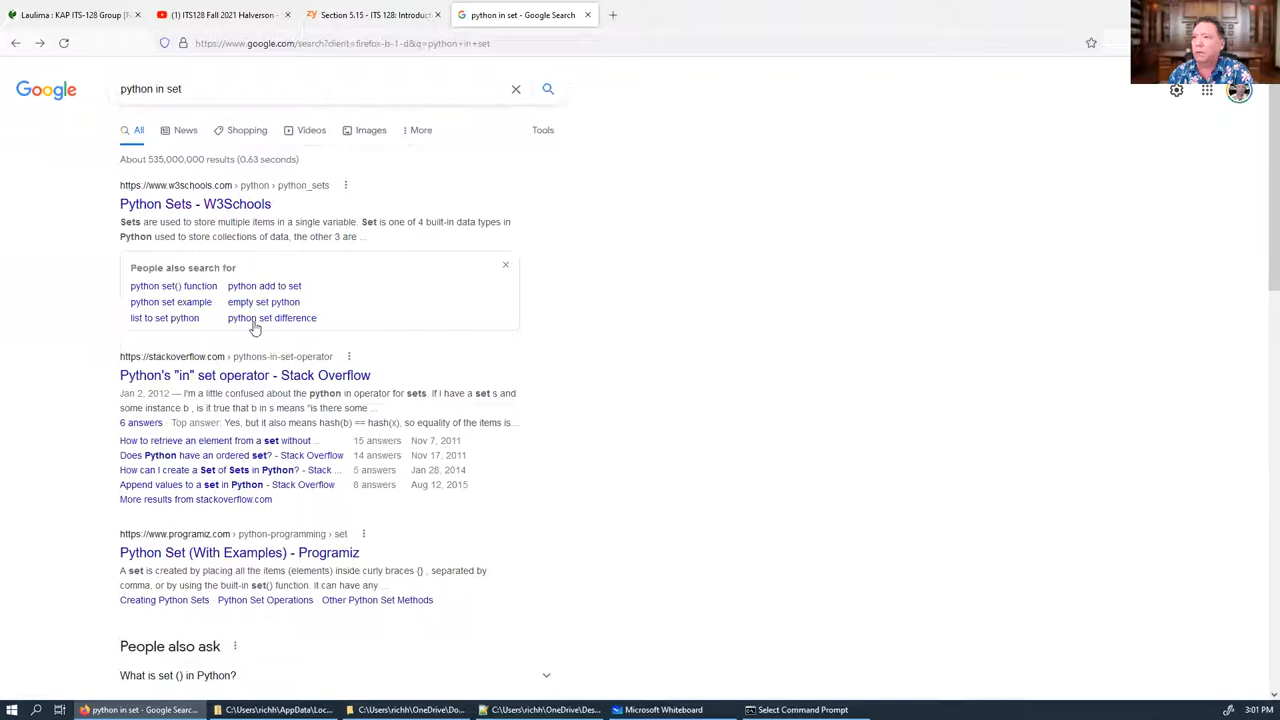 Laulima : KAP ITS-128 Group [R
(1) ITS128 Fall 2021 Halverson -
Section 5.15 - ITS 128: Introduct
python in set - Google Search
https://www.google.com/search?client=firefox-b-1-d&q=python+in+set
Google
python in set
All
News
Shopping
Videos
Images
More
Tools
About 535,000,000 results (0.63 seconds)
https://www.w3schools.com › python › python_sets
Python Sets - W3Schools
Sets are used to store multiple items in a single variable. Set is one of 4 built-in data types in
Python used to store collections of data, the other 3 are ...
People also search for
python set() function python add to set
python set example empty set python
list to set python python set difference
https://stackoverflow.com › pythons-in-set-operator
Python's "in" set operator - Stack Overflow
Jan 2, 2012 — I'm a little confused about the python in operator for sets. If I have a set s and
some instance b , is it true that b in s means "is there some ...
6 answers · Top answer: Yes, but it also means hash(b) == hash(x), so equality of the items is...
How to retrieve an element from a set without ... 15 answers Nov 7, 2011
Does Python have an ordered set? - Stack Overflow 14 answers Nov 17, 2011
How can I create a Set of Sets in Python? - Stack ... 5 answers Jan 28, 2014
Append values to a set in Python - Stack Overflow 8 answers Aug 12, 2015
More results from stackoverflow.com
https://www.programiz.com › python-programming › set
Python Set (With Examples) - Programiz
A set is created by placing all the items (elements) inside curly braces {} , separated by
comma, or by using the built-in set() function. It can have any ...
Creating Python Sets · Python Set Operations · Other Python Set Methods
People also ask
What is set () in Python?
python in set - Google Searc...
C:\Users\richh\AppData\Loc...
C:\Users\richh\OneDrive\Do...
C:\Users\richh\OneDrive\Des...
Microsoft Whiteboard
Select Command Prompt
3:01 PM